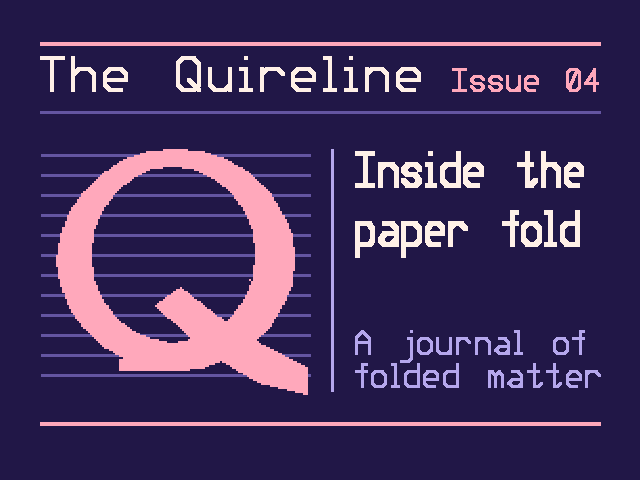 The Quireline Issue 04
Q
Inside the
paper fold
A journal of
folded matter